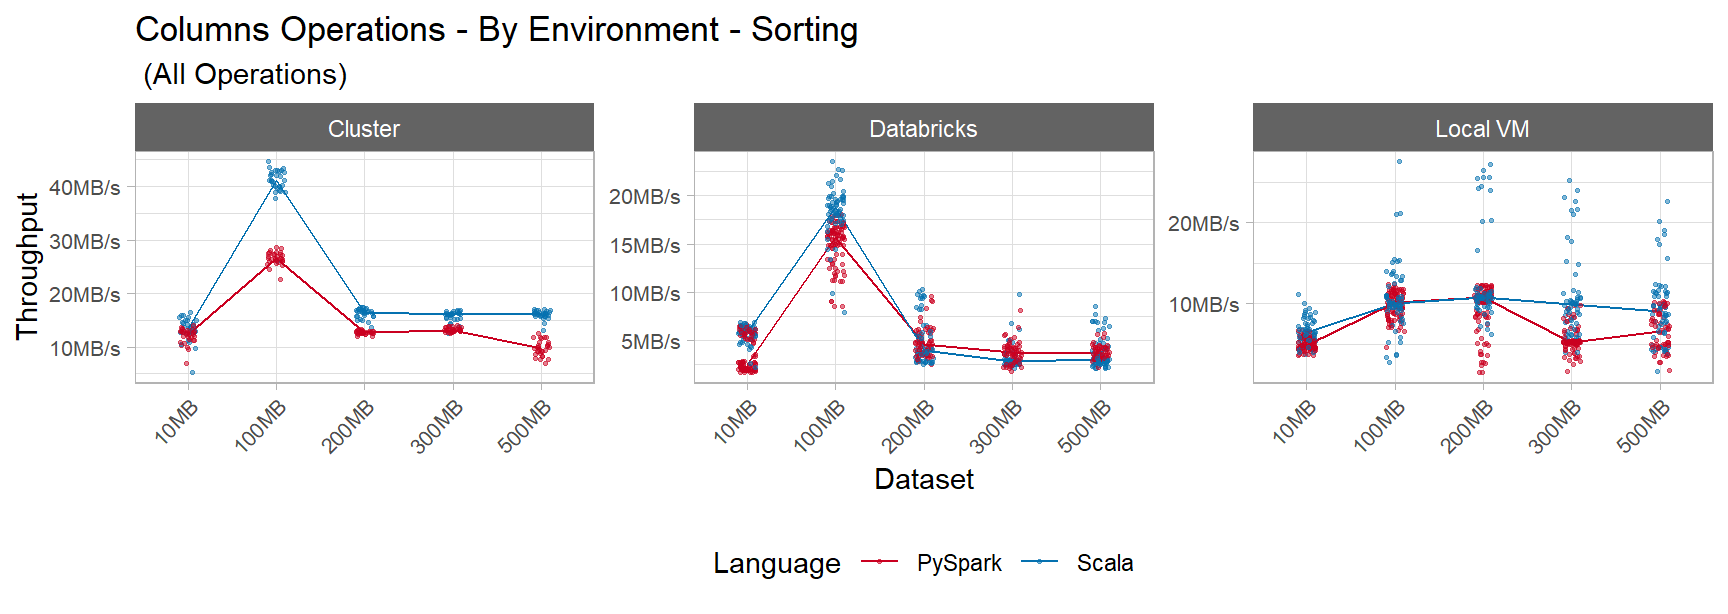 Columns Operations - By Environment - Sorting
(All Operations)
Cluster
Databricks
Local VM
Throughput
40MB/s
30MB/s
20MB/s
10MB/s
20MB/s
15MB/s
10MB/s
5MB/s
20MB/s
10MB/s
10MB
100MB
200MB
300MB
500MB
10MB
100MB
200MB
300MB
500MB
10MB
100MB
200MB
300MB
500MB
Dataset
Language PySpark Scala